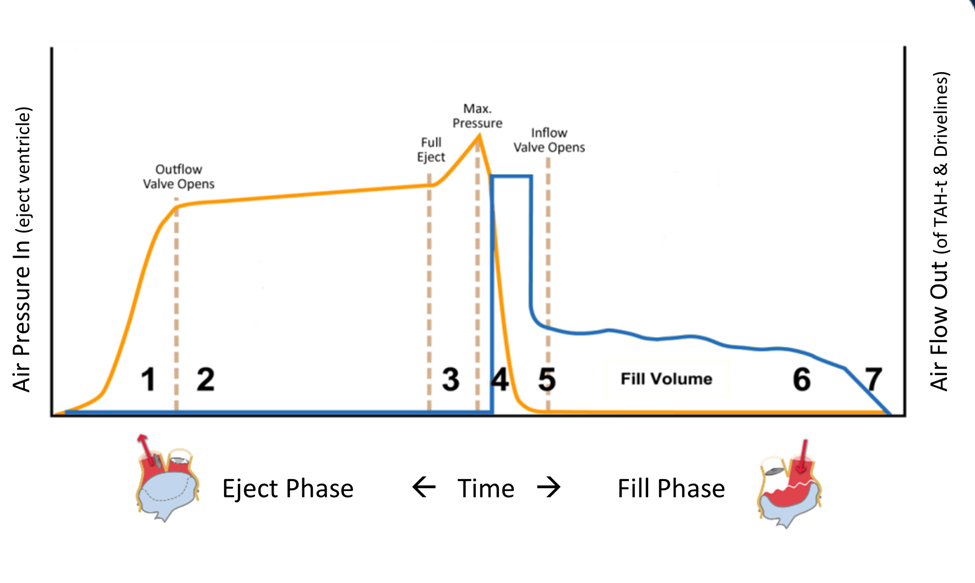 Max.
Pressure
Full
Eject
Inflow
Valve Opens
Outflow
Valve Opens
Air Pressure In (eject ventricle)
Air Flow Out (of TAH-t & Drivelines)
1 2 3 4 5 Fill Volume 6 7
Eject Phase ← Time → Fill Phase